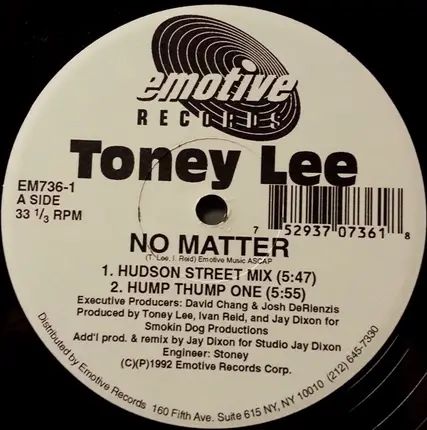 emotive
RECORDS
Toney Lee
EM736-1
A SIDE
33 1/3 RPM
7 52937 07361 8
NO MATTER
(T. Lee, I. Reid) Emotive Music ASCAP
1. HUDSON STREET MIX (5:47)
2. HUMP THUMP ONE (5:55)
Executive Producers: David Chang & Josh DeRienzis
Produced by Toney Lee, Ivan Reid, and Jay Dixon for
Smokin Dog Productions
Add'l prod. & remix by Jay Dixon for Studio Jay Dixon
Engineer: Stoney
(C)(P)1992 Emotive Records Corp.
Distributed by Emotive Records 160 Fifth Ave. Suite 615 NY, NY 10010 (212) 645-7330